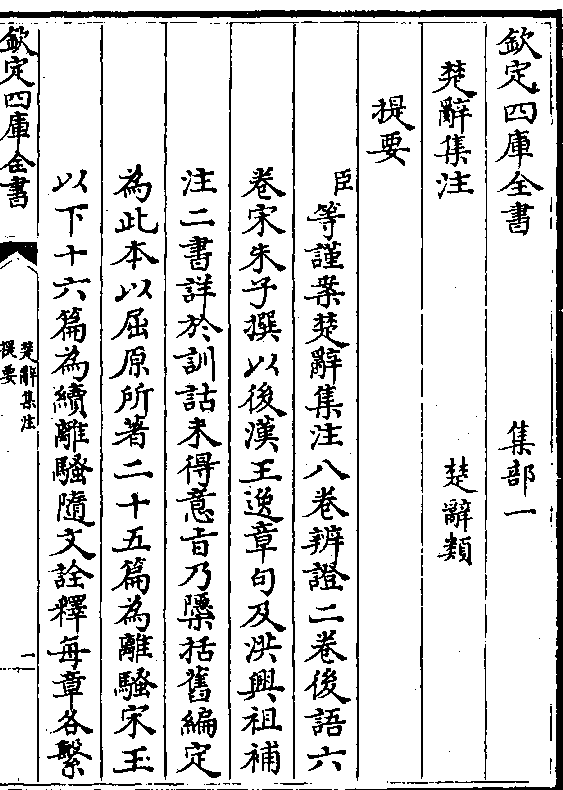 欽定四庫全書 集部一
楚辭集注 楚辭類
提要
臣等謹案楚辭集注八卷辨證二卷後語六
卷宋朱子撰以後漢王逸章句及洪興祖補
注二書詳於訓詁未得意旨乃檃括舊編定
為此本以屈原所著二十五篇為離騷宋玉
以下十六篇為續離騷隨文詮釋每章各繫
欽定四庫全書
楚辭集注
提要
一